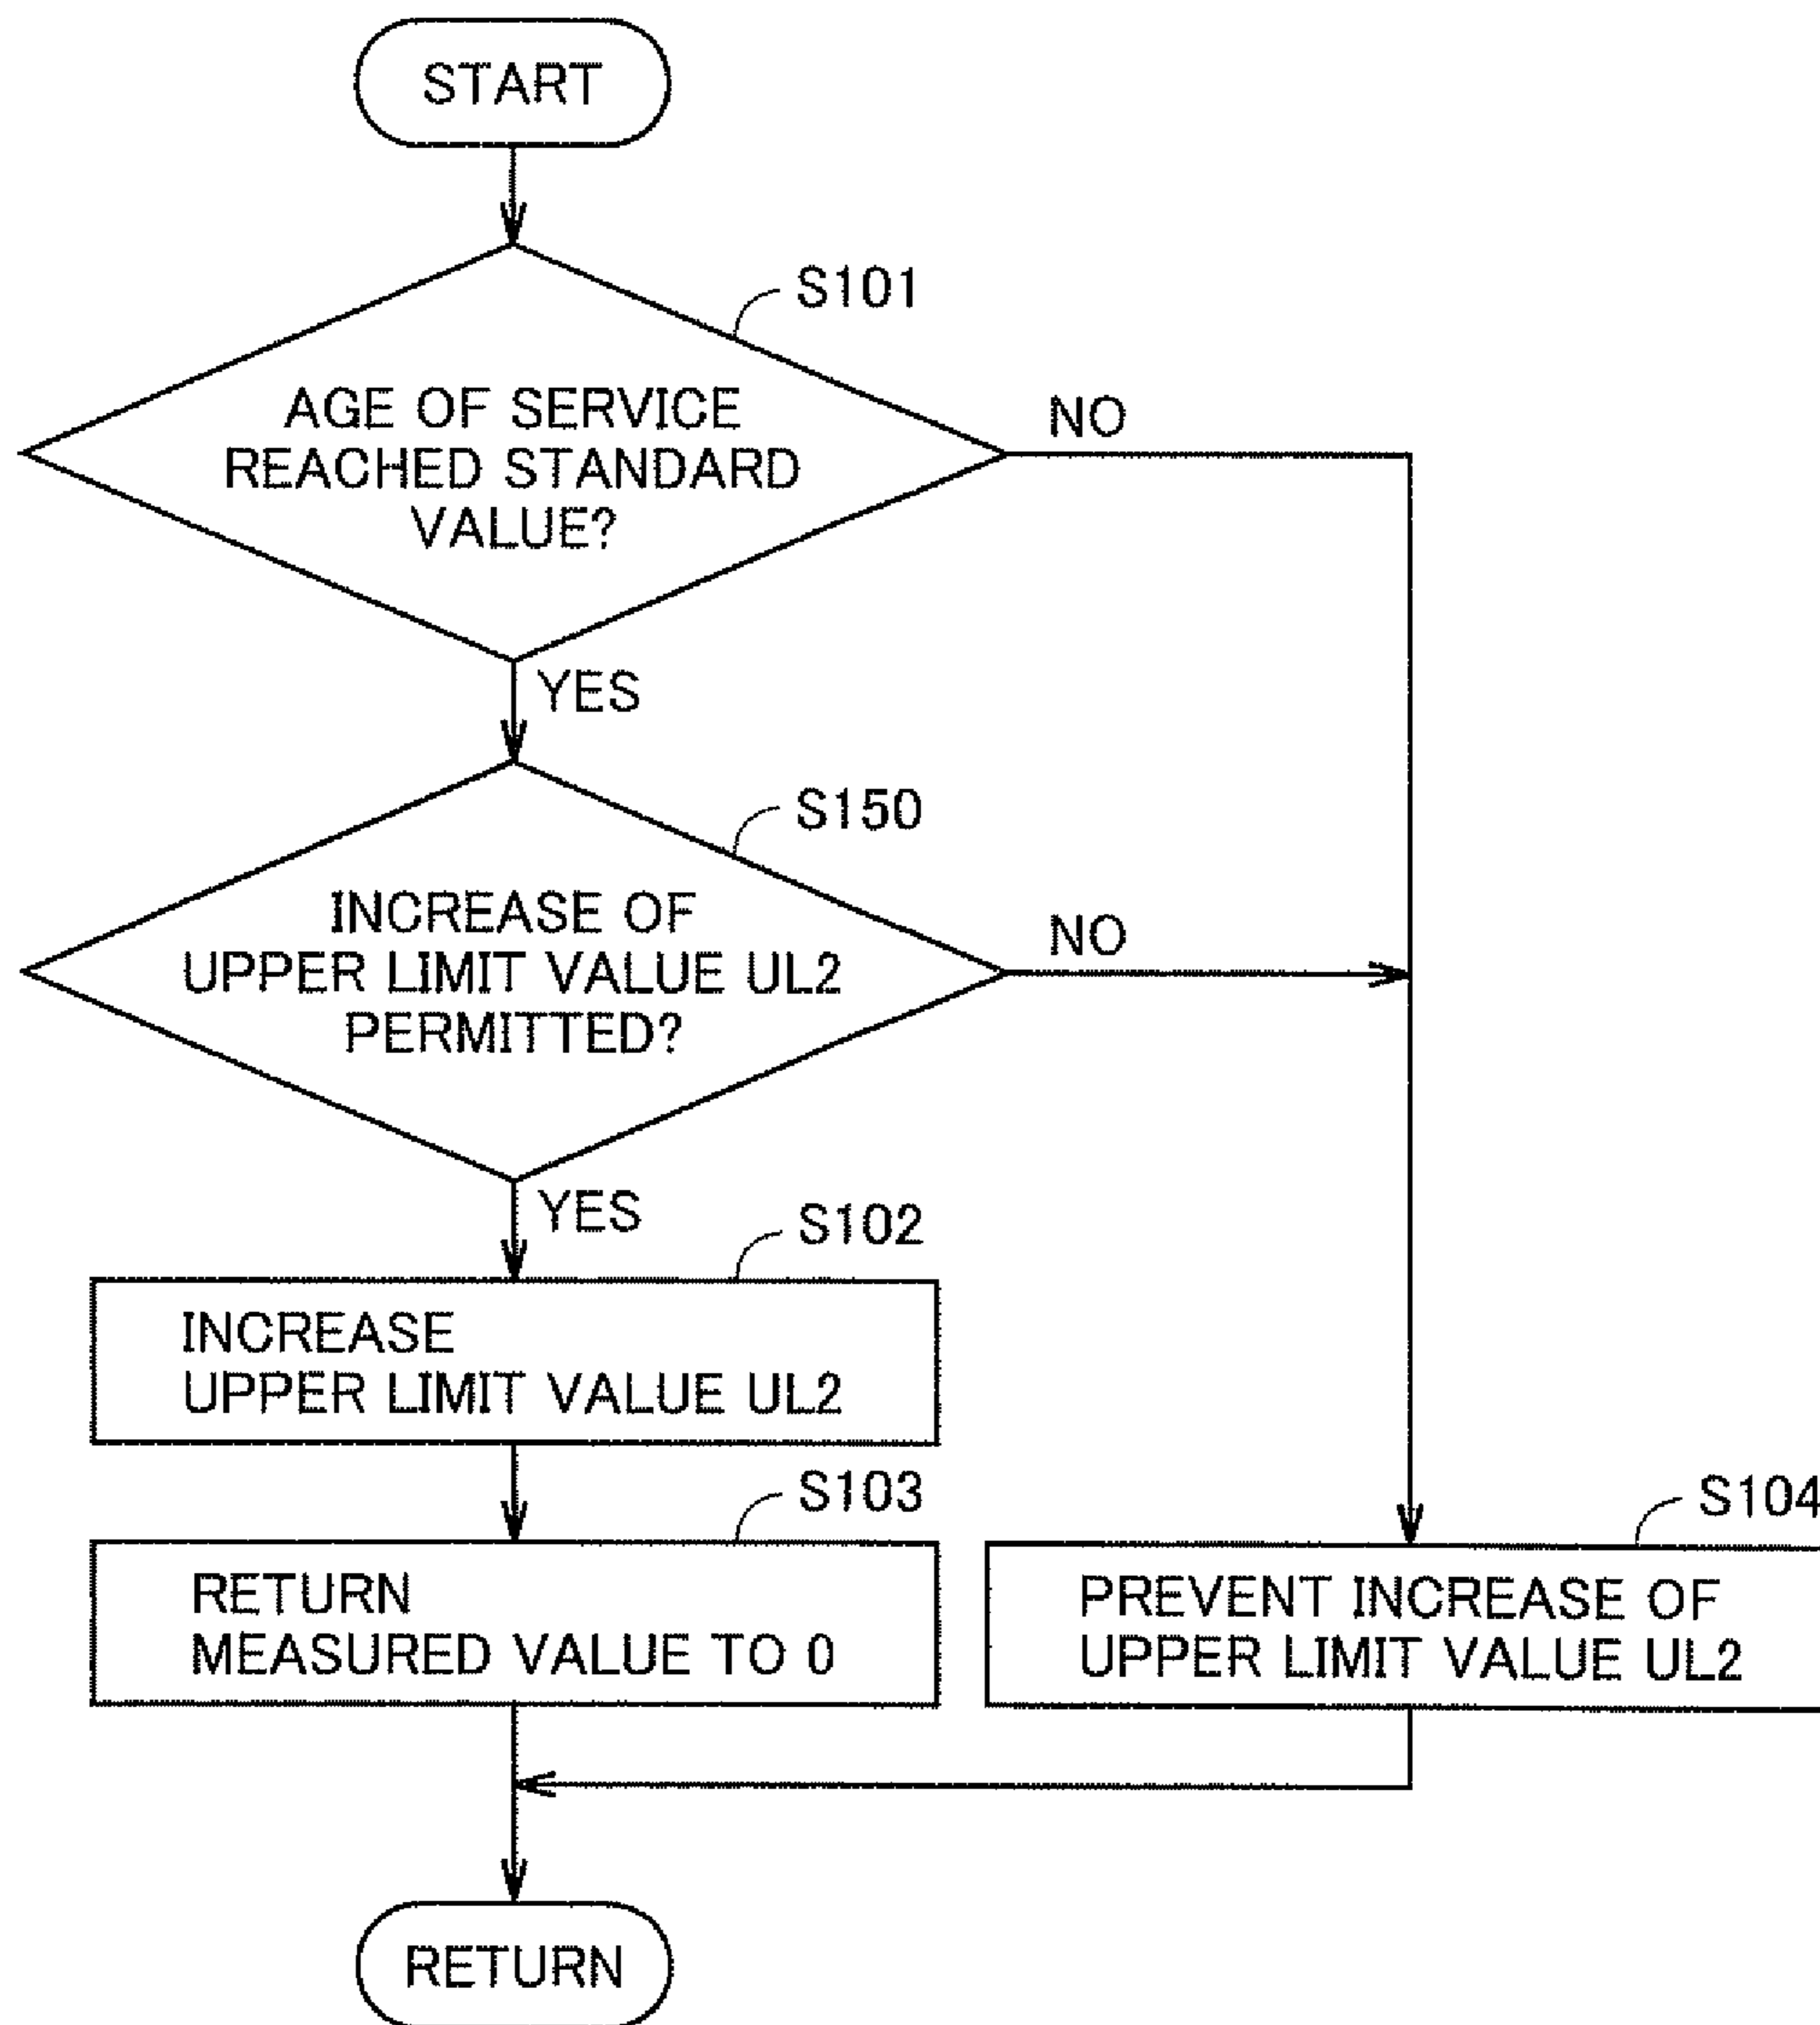 START
S101
AGE OF SERVICE
REACHED STANDARD
VALUE?
NO
YES
S150
INCREASE OF
UPPER LIMIT VALUE UL2
PERMITTED?
NO
YES
S102
INCREASE
UPPER LIMIT VALUE UL2
S103
RETURN
MEASURED VALUE TO 0
S104
PREVENT INCREASE OF
UPPER LIMIT VALUE UL2
RETURN